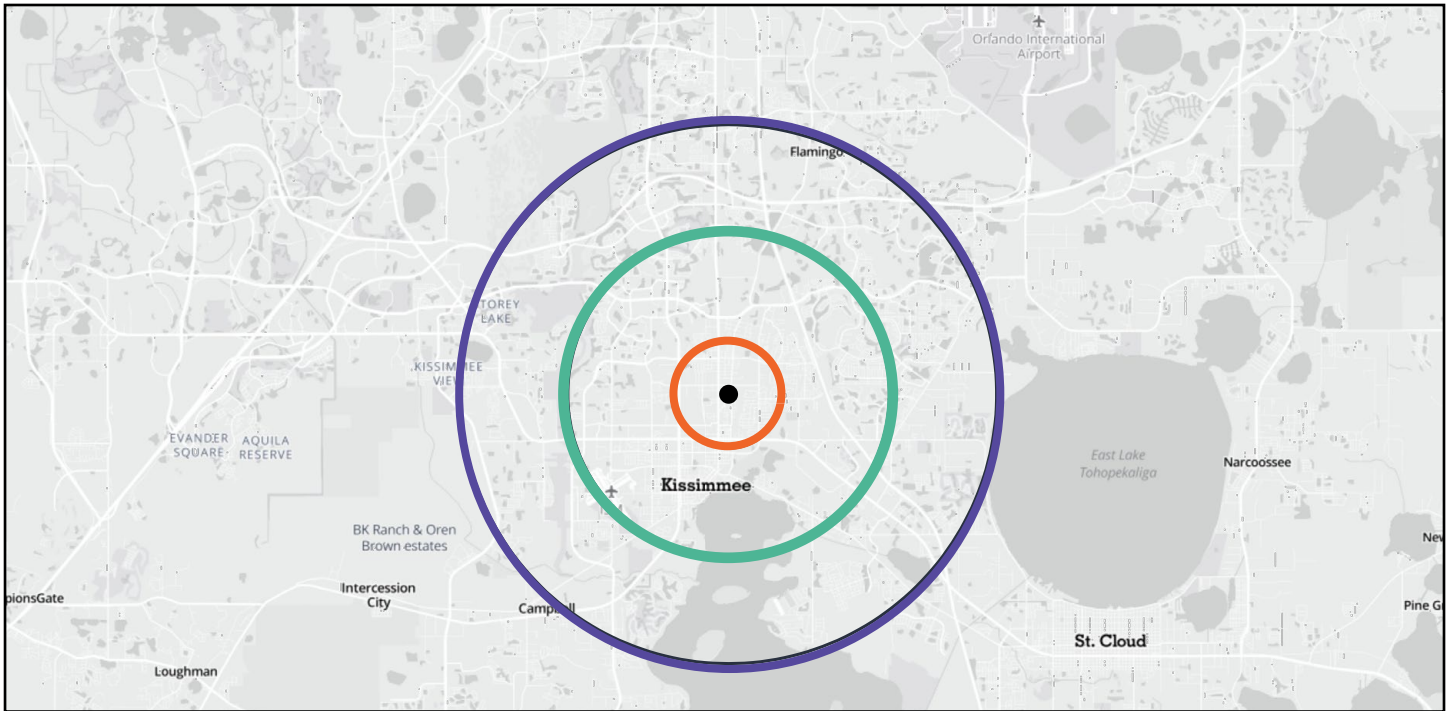 Orlando International
Airport
Flamingo
TOREY
LAKE
KISSIMMEE
VIEW
EVANDER
SQUARE
AQUILA
RESERVE
East Lake
Tohopekaliga
Narcoossee
Kissimmee
BK Ranch & Oren
Brown estates
Intercession
City
pionsGate
Campbell
Pine G
St. Cloud
Loughman